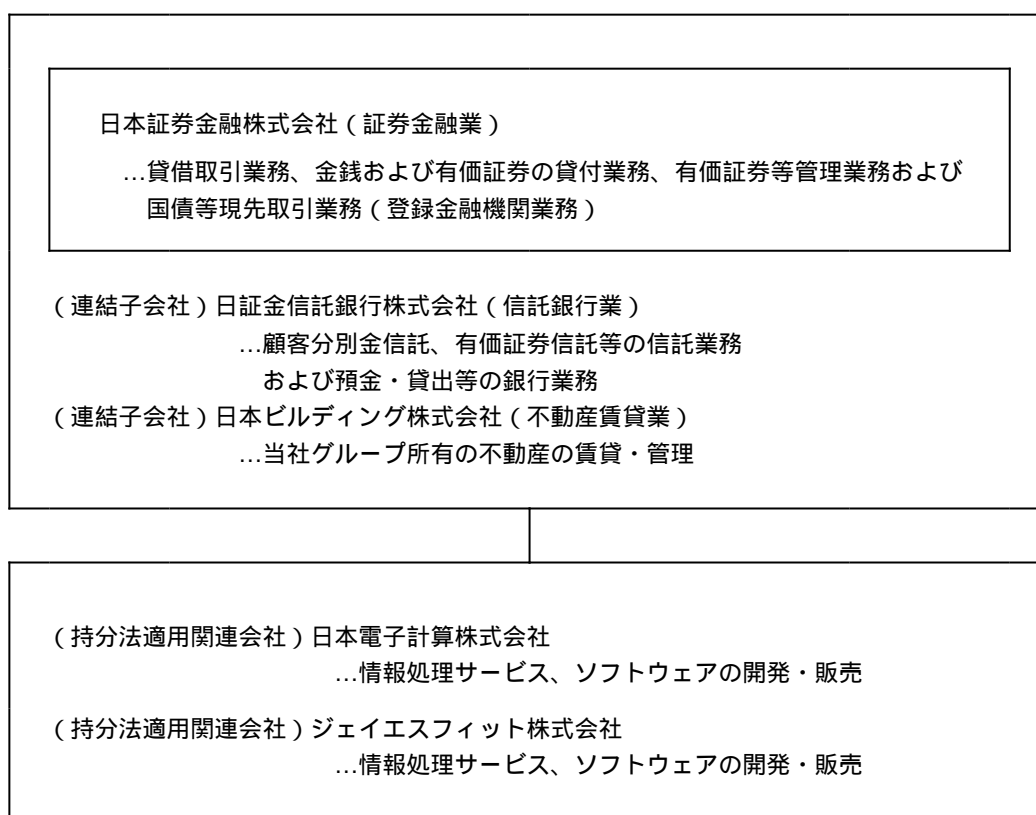 日本証券金融株式会社（証券金融業）
…貸借取引業務、金銭および有価証券の貸付業務、有価証券等管理業務および
国債等現先取引業務（登録金融機関業務）
（連結子会社）日証金信託銀行株式会社（信託銀行業）
…顧客分別金信託、有価証券信託等の信託業務
および預金・貸出等の銀行業務
（連結子会社）日本ビルディング株式会社（不動産賃貸業）
…当社グループ所有の不動産の賃貸・管理
（持分法適用関連会社）日本電子計算株式会社
…情報処理サービス、ソフトウェアの開発・販売
（持分法適用関連会社）ジェイエスフィット株式会社
…情報処理サービス、ソフトウェアの開発・販売